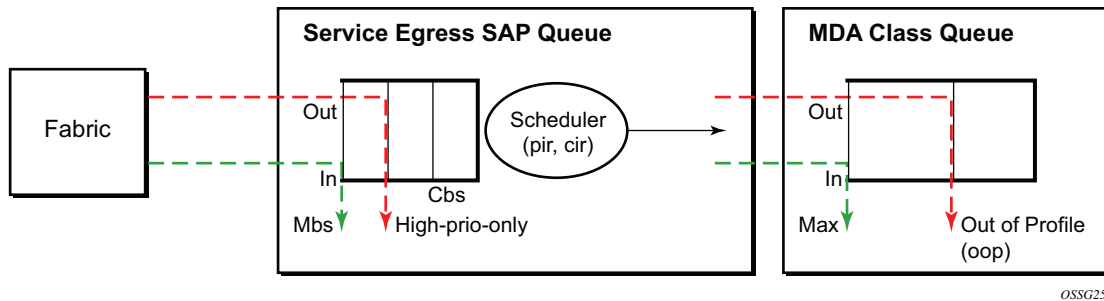 Service Egress SAP Queue
MDA Class Queue
Fabric
Out
In
Cbs
Mbs
High-prio-only
Scheduler
(pir, cir)
Out
In
Max
Out of Profile
(oop)
OSSG25